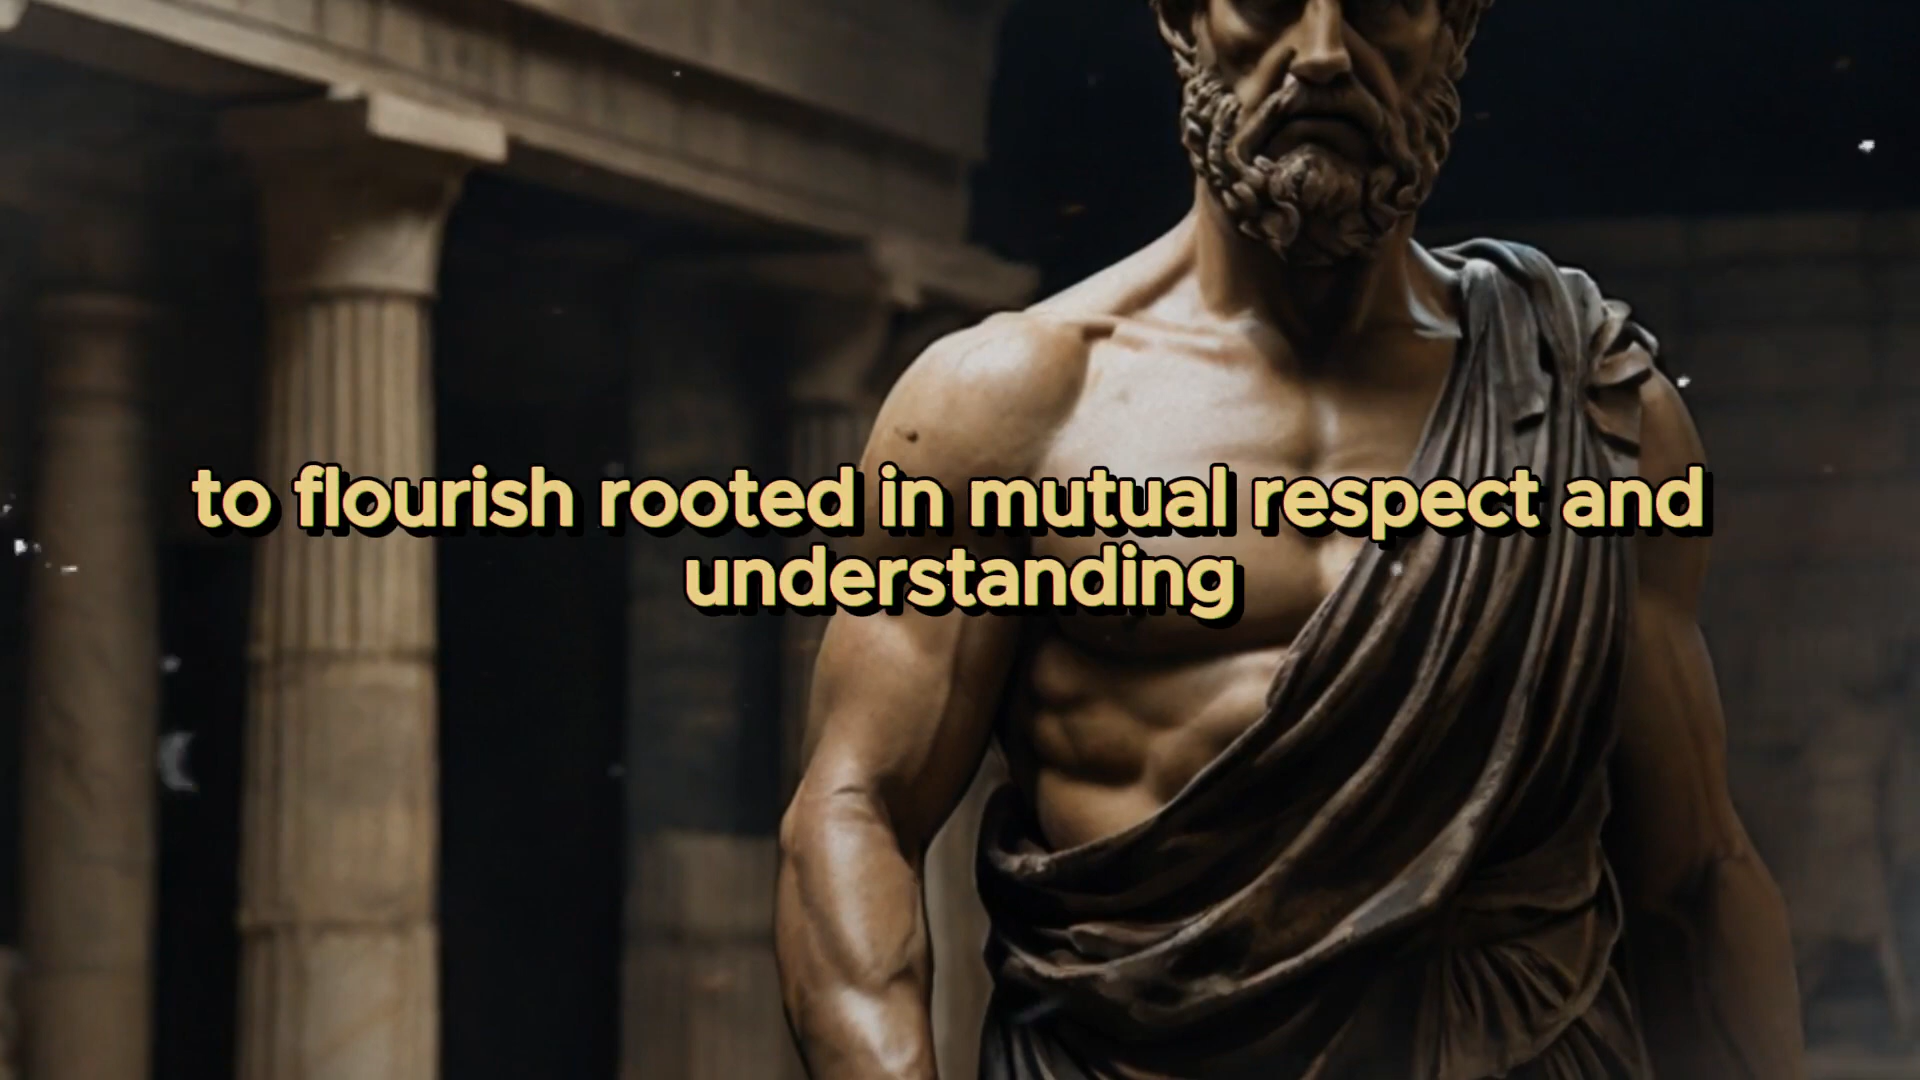 to flourish rooted in mutual respect and
understanding